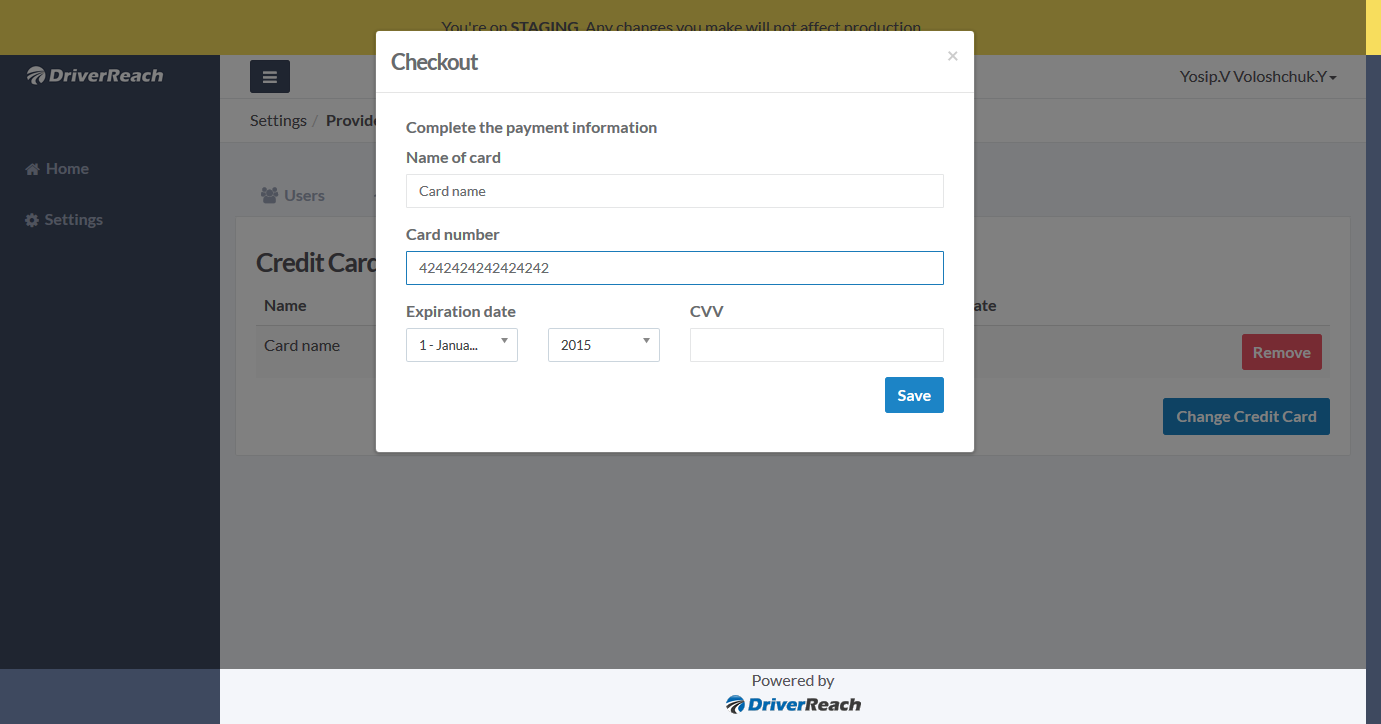 You're on STAGING. Any changes you make will not affect production.
DriverReach
Checkout
×
Yosip.V Voloshchuk.Y
Settings /
Complete the payment information
Name of card
Home
Card name
Users
Settings
Card number
Credit Card
4242424242424242
Name
Expiration date
CVV
Card name
1 - Janua...
2015
Remove
Save
Change Credit Card
Powered by
DriverReach